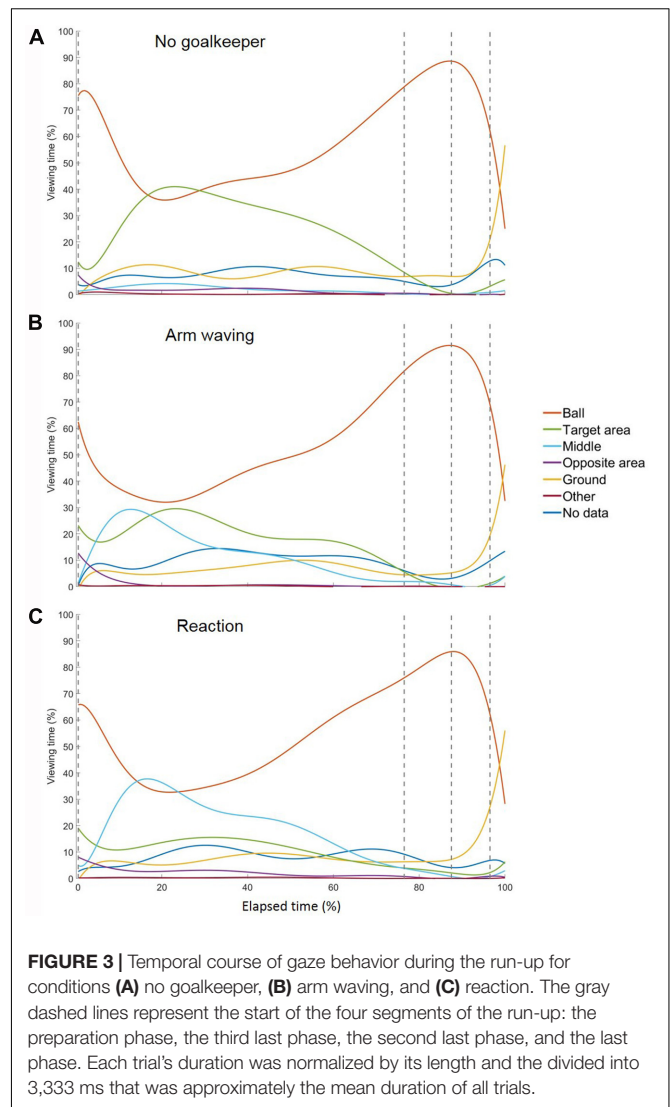 A
No goalkeeper
100
90
80
70
60
50
40
30
20
10
0
Viewing time (%)
B
Arm waving
100
90
80
70
60
50
40
30
20
10
0
Viewing time (%)
Ball
Target area
Middle
Opposite area
Ground
Other
No data
C
Reaction
100
90
80
70
60
50
40
30
20
10
0
Viewing time (%)
0
20
40
60
80
100
Elapsed time (%)
FIGURE 3 | Temporal course of gaze behavior during the run-up for
conditions (A) no goalkeeper, (B) arm waving, and (C) reaction. The gray
dashed lines represent the start of the four segments of the run-up: the
preparation phase, the third last phase, the second last phase, and the last
phase. Each trial's duration was normalized by its length and the divided into
3,333 ms that was approximately the mean duration of all trials.